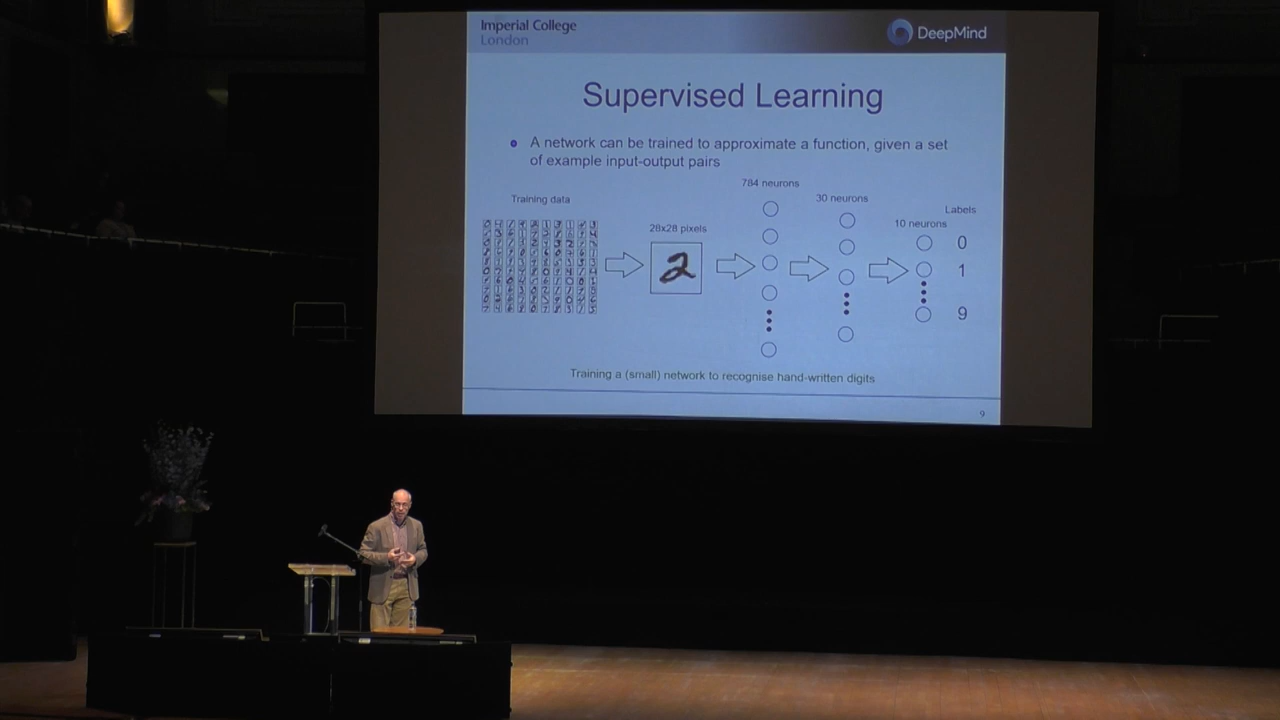 Imperial College
London
DeepMind
Supervised Learning
A network can be trained to approximate a function, given a set
of example input-output pairs
Training data
28x28 pixels
2
784 neurons
30 neurons
10 neurons
Labels
0
1
9
Training a (small) network to recognise hand-written digits
9